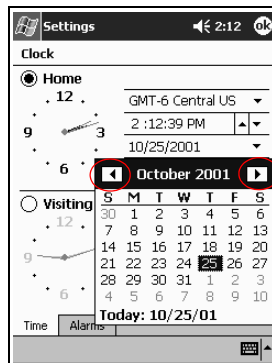 Settings 2:12 ok
Clock
Home
12
9 3
6
GMT-6 Central US
2 :12:39 PM
10/25/2001
October 2001
S M T W T F S
30 1 2 3 4 5 6
7 8 9 10 11 12 13
14 15 16 17 18 19 20
21 22 23 24 25 26 27
28 29 30 31 1 2 3
4 5 6 7 8 9 10
Today: 10/25/01
Visiting
12
9
6
Time Alarms